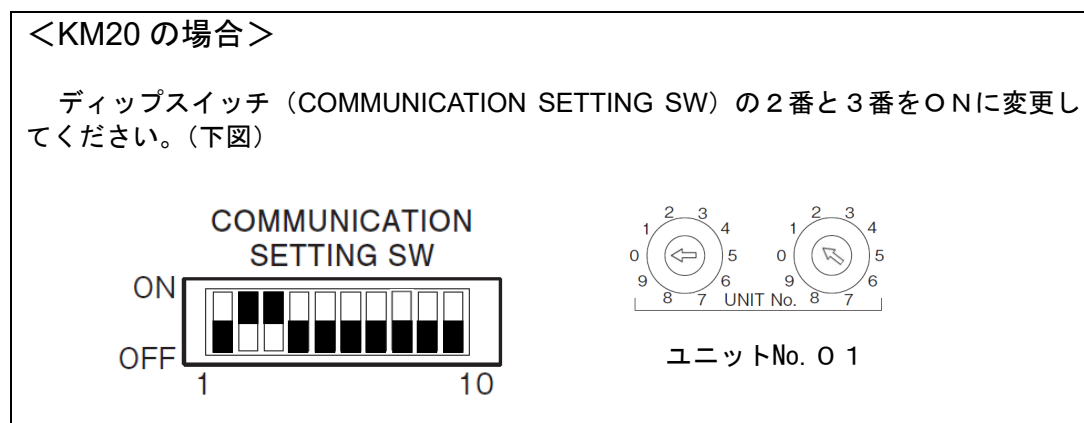 ＜KM20 の場合＞
ディップスイッチ（COMMUNICATION SETTING SW）の２番と３番をＯＮに変更し
てください。（下図）
COMMUNICATION
SETTING SW
ON
OFF
1 10
0 1 2 3 4 5 6 7 8 9
0 1 2 3 4 5 6 7 8 9
UNIT No.
ユニットNo. ０１